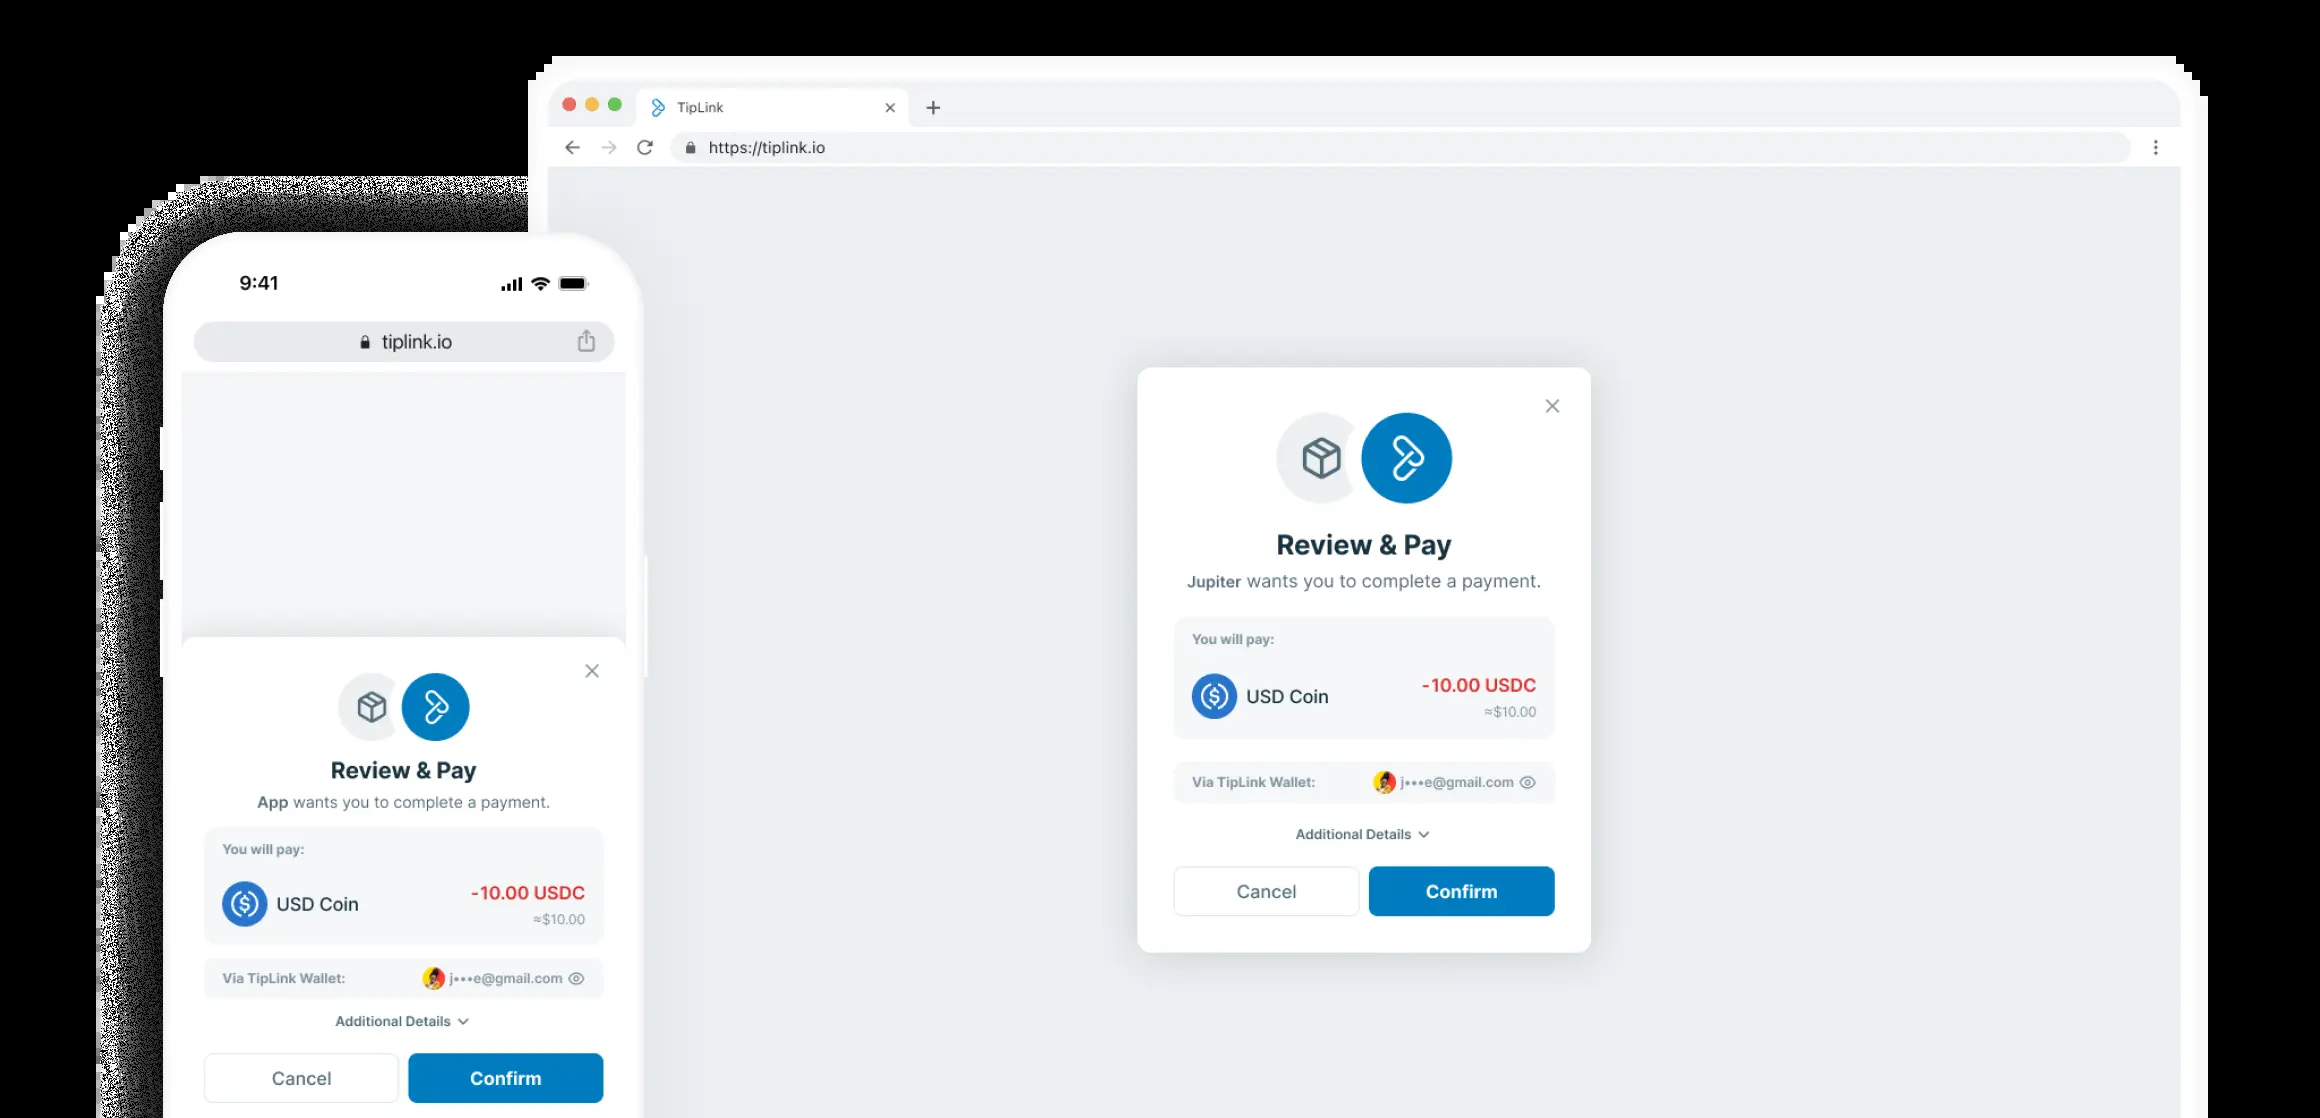 TipLink
https://tiplink.io
Review & Pay
Jupiter wants you to complete a payment.
You will pay:
USD Coin
-10.00 USDC
≈$10.00
Via TipLink Wallet:
j•••e@gmail.com
Additional Details
Cancel
Confirm
9:41
tiplink.io
Review & Pay
App wants you to complete a payment.
You will pay:
USD Coin
-10.00 USDC
≈$10.00
Via TipLink Wallet:
j•••e@gmail.com
Additional Details
Cancel
Confirm